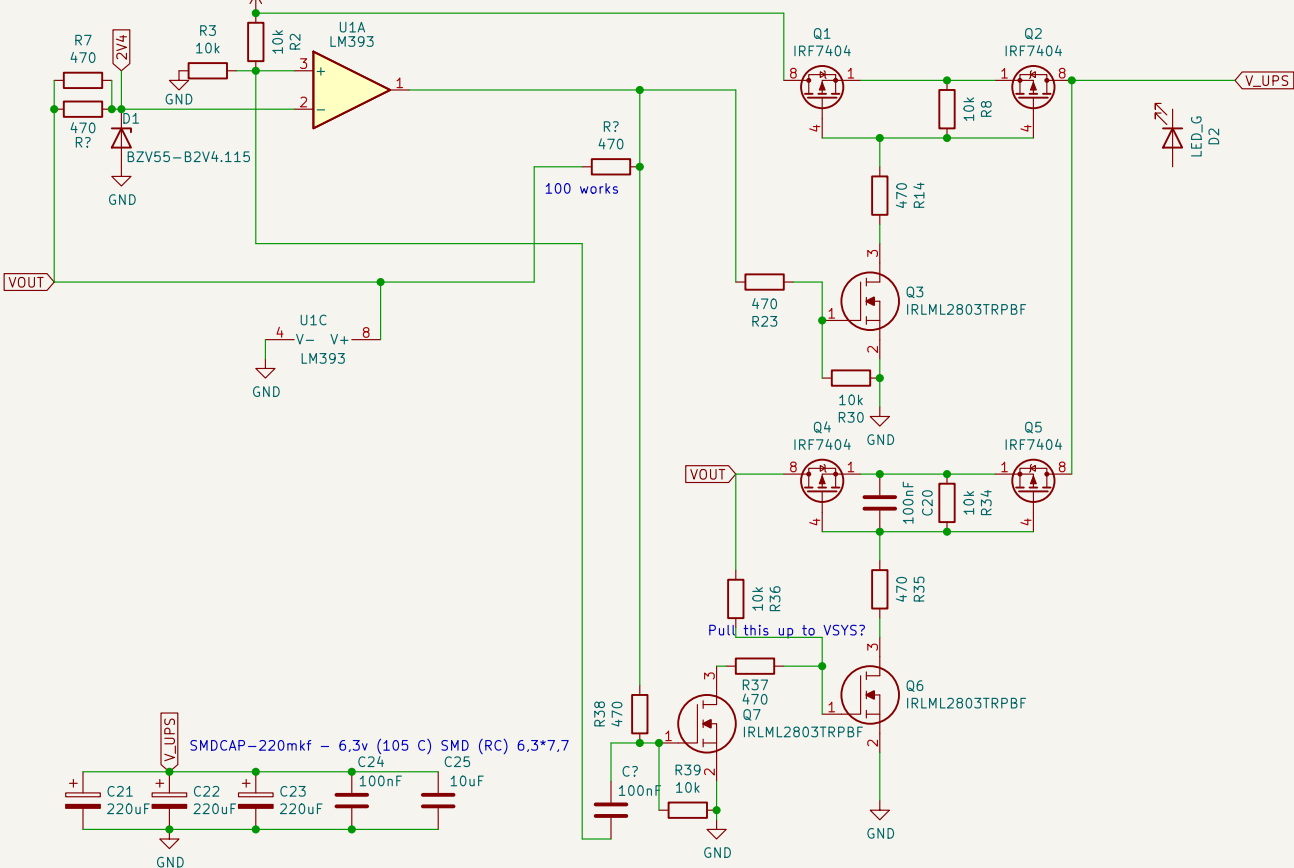 R7
470
2V4
R3
10k
10k
R2
U1A
LM393
3
+
2
−
1
GND
470
R?
D1
BZV55−B2V4.115
GND
R?
470
100 works
VOUT
U1C
4
V−
V+
8
LM393
GND
Q1
IRF7404
8
1
4
10k
R8
Q2
IRF7404
1
8
4
V_UPS
LED_G
D2
470
R14
3
Q3
IRLML2803TRPBF
1
2
470
R23
10k
R30
GND
Q4
IRF7404
VOUT
8
1
4
100nF
C20
10k
R34
Q5
IRF7404
1
8
4
10k
R36
470
R35
Pull this up to VSYS?
3
R37
470
3
Q6
IRLML2803TRPBF
1
2
Q7
IRLML2803TRPBF
R38
470
1
2
C?
100nF
R39
10k
GND
GND
V_UPS
SMDCAP−220mkf − 6,3v (105 C) SMD (RC) 6,3*7,7
+
C21
220uF
+
C22
220uF
+
C23
220uF
C24
100nF
C25
10uF
GND